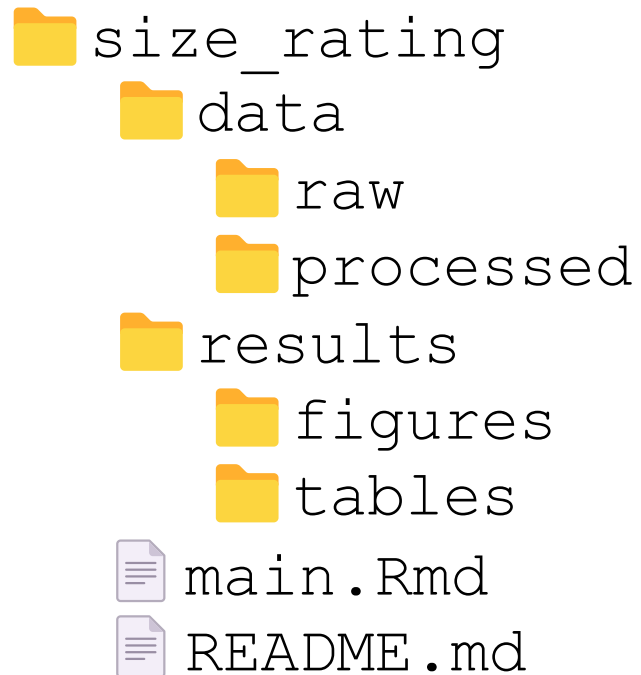 size_rating
data
raw
processed
results
figures
tables
main.Rmd
README.md